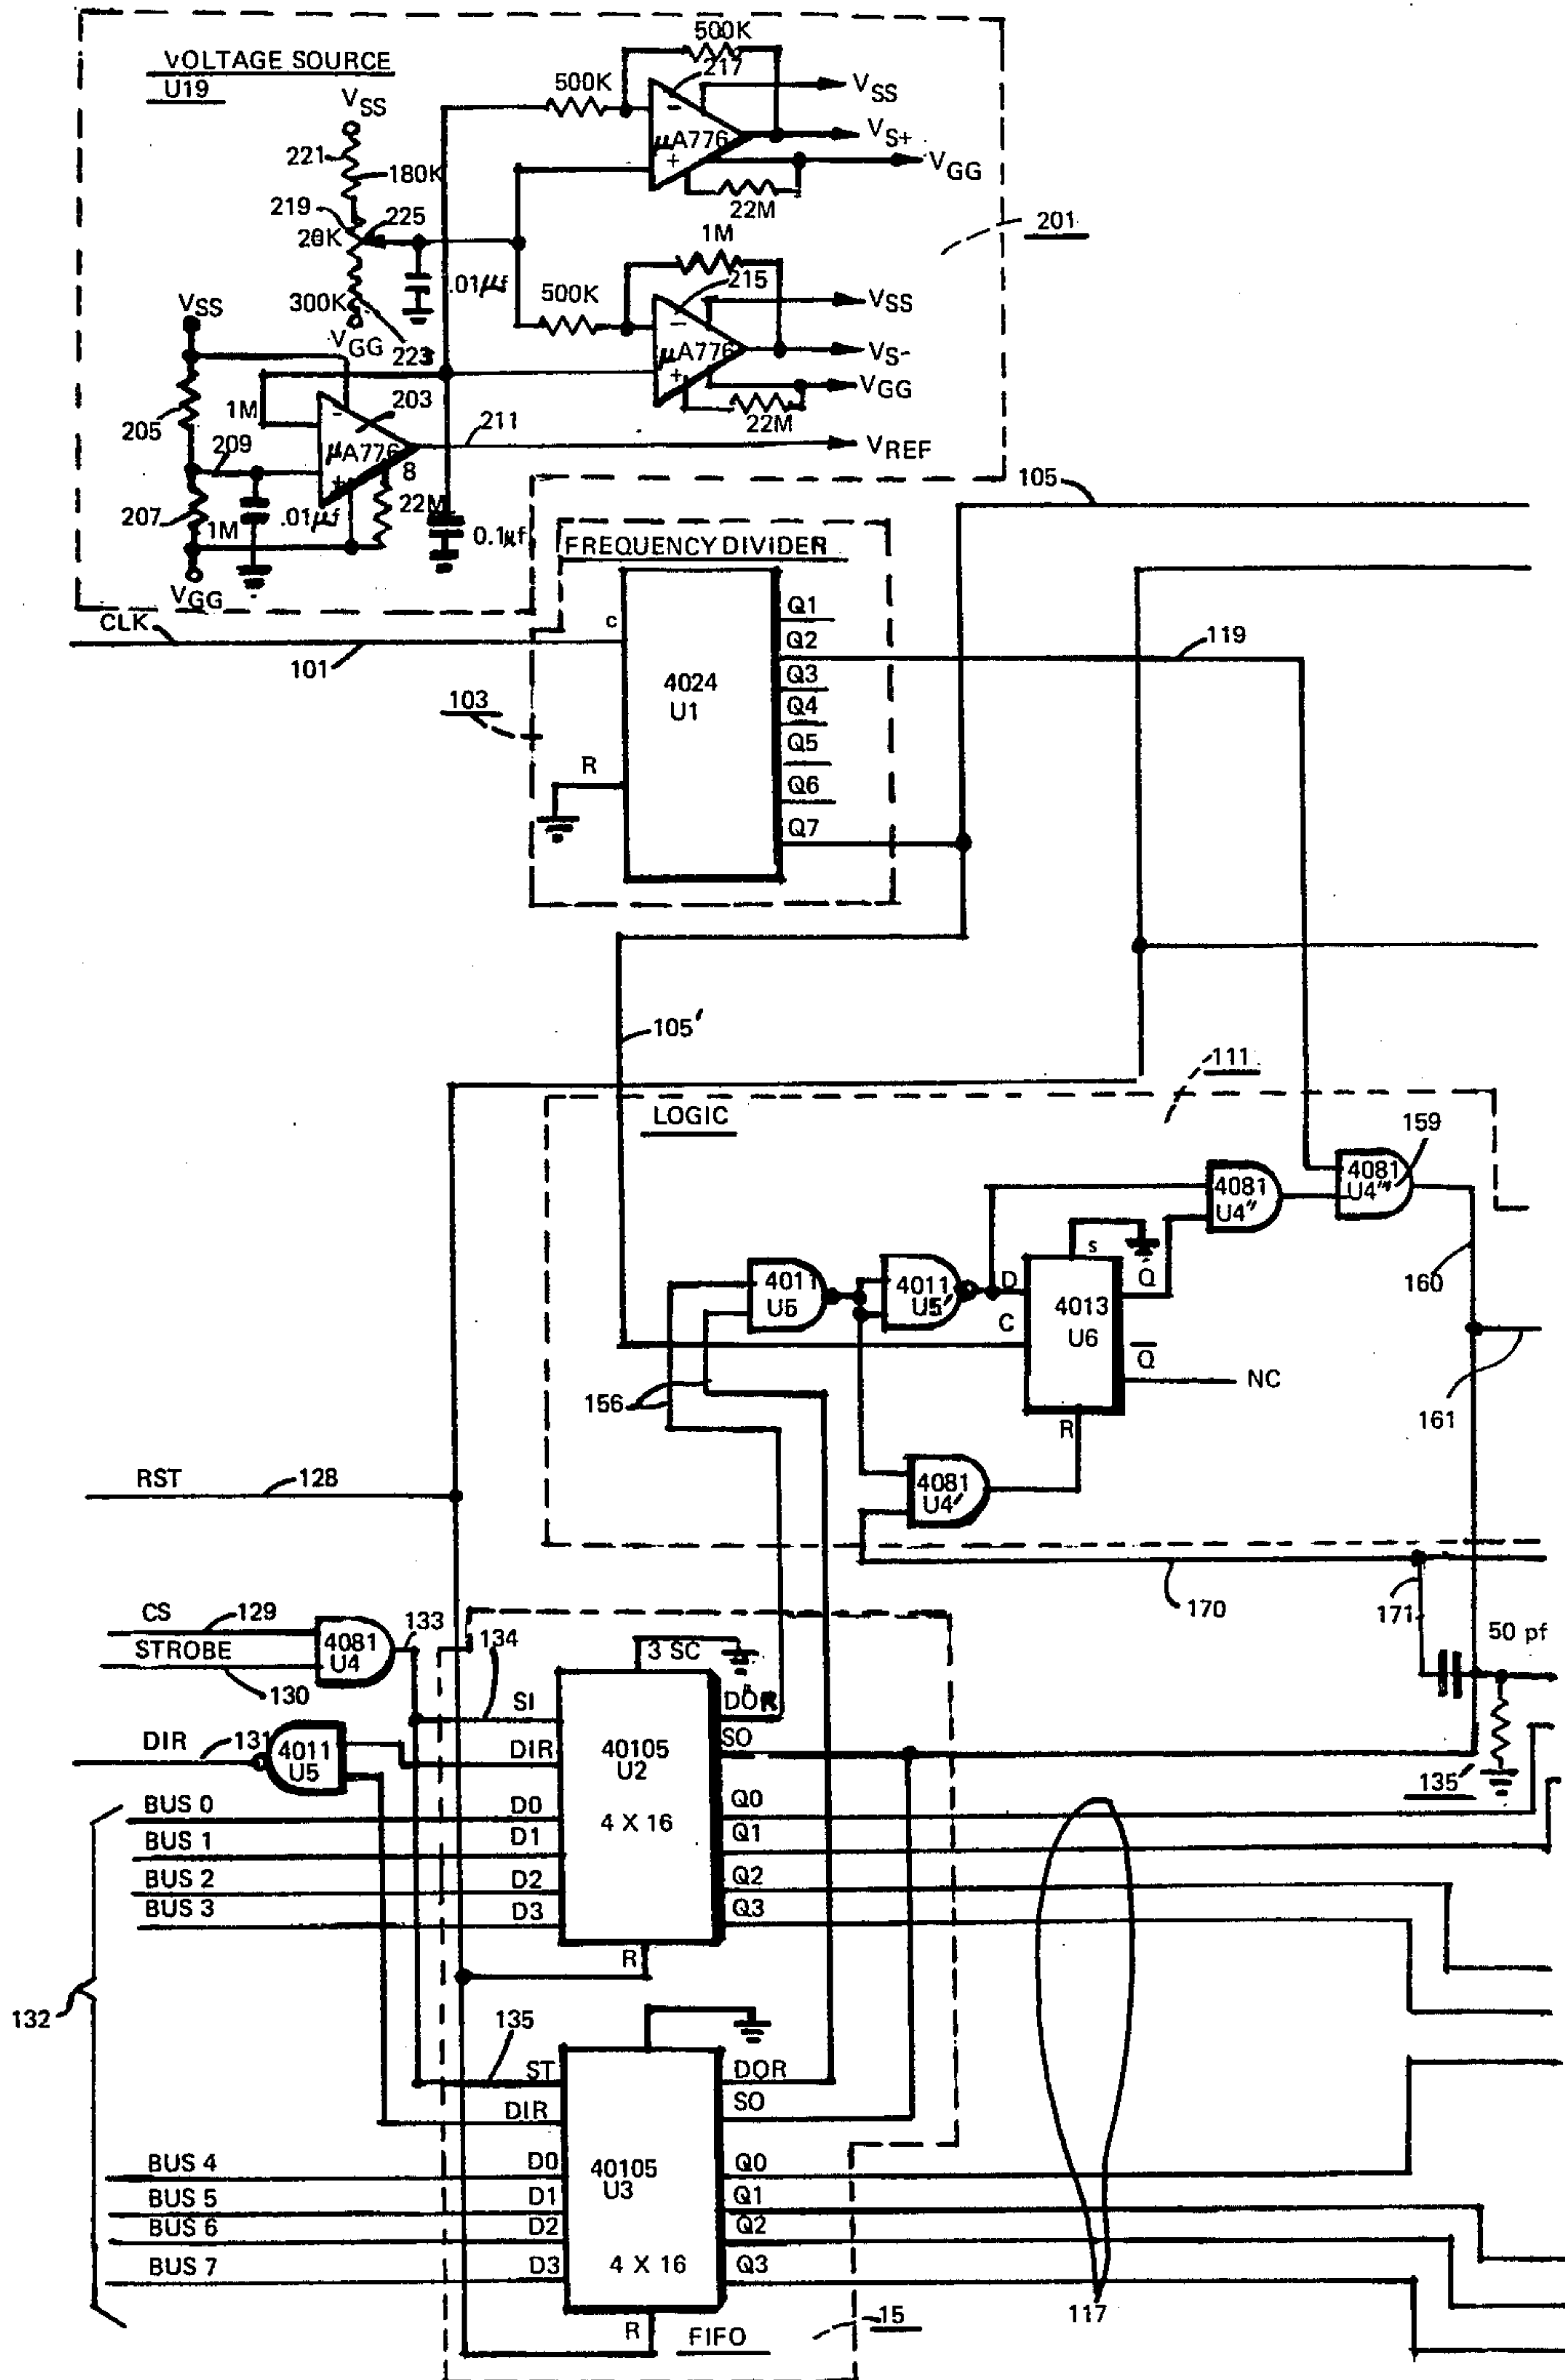 VOLTAGE SOURCE
U19
VSS
221
180K
219
225
20K
.01µf
300K
VGG
223
500K
217
500K
µA776
-
+
VSS
VS+
VGG
22M
1M
215
500K
µA776
-
+
VSS
VS-
VGG
22M
201
VSS
205
1M
203
-
µA776
+
8
209
207
1M
.01µf
22M
0.1µf
VGG
211
VREF
105
FREQUENCY DIVIDER
CLK
101
c
103
4024
U1
R
Q1
Q2
Q3
Q4
Q5
Q6
Q7
119
105'
111
LOGIC
159
4081
U4"
4081
U4"'
160
161
4011
U5
4011
U5'
s
D
C
4013
U6
Q
Q
NC
R
156
4081
U4'
RST
128
170
171
50 pf
135'
CS
129
STROBE
130
4081
U4
133
134
DIR
131
4011
U5
3 SC
SI
DIR
D0
D1
D2
D3
40105
U2
4 X 16
DOR
SO
Q0
Q1
Q2
Q3
R
BUS 0
BUS 1
BUS 2
BUS 3
132
135
ST
DIR
D0
D1
D2
D3
40105
U3
4 X 16
DOR
SO
Q0
Q1
Q2
Q3
R
BUS 4
BUS 5
BUS 6
BUS 7
FIFO
15
117